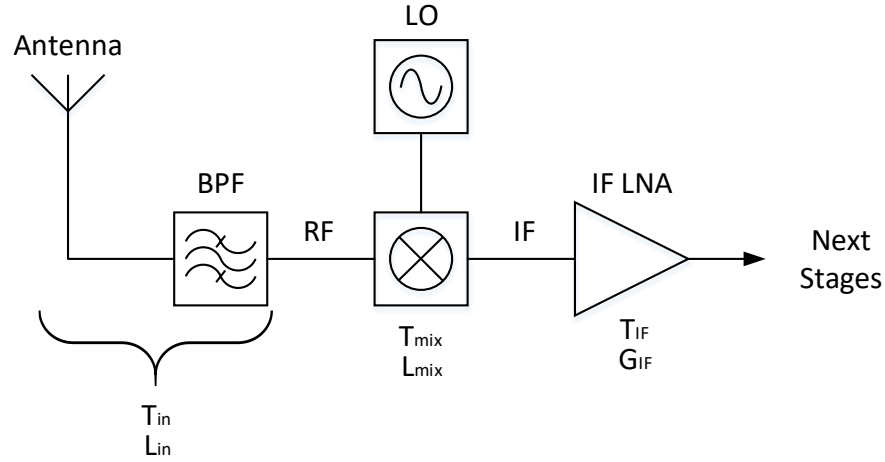 LO
Antenna
BPF
IF LNA
RF
IF
Next
Stages
Tmix
Lmix
TIF
GIF
Tin
Lin